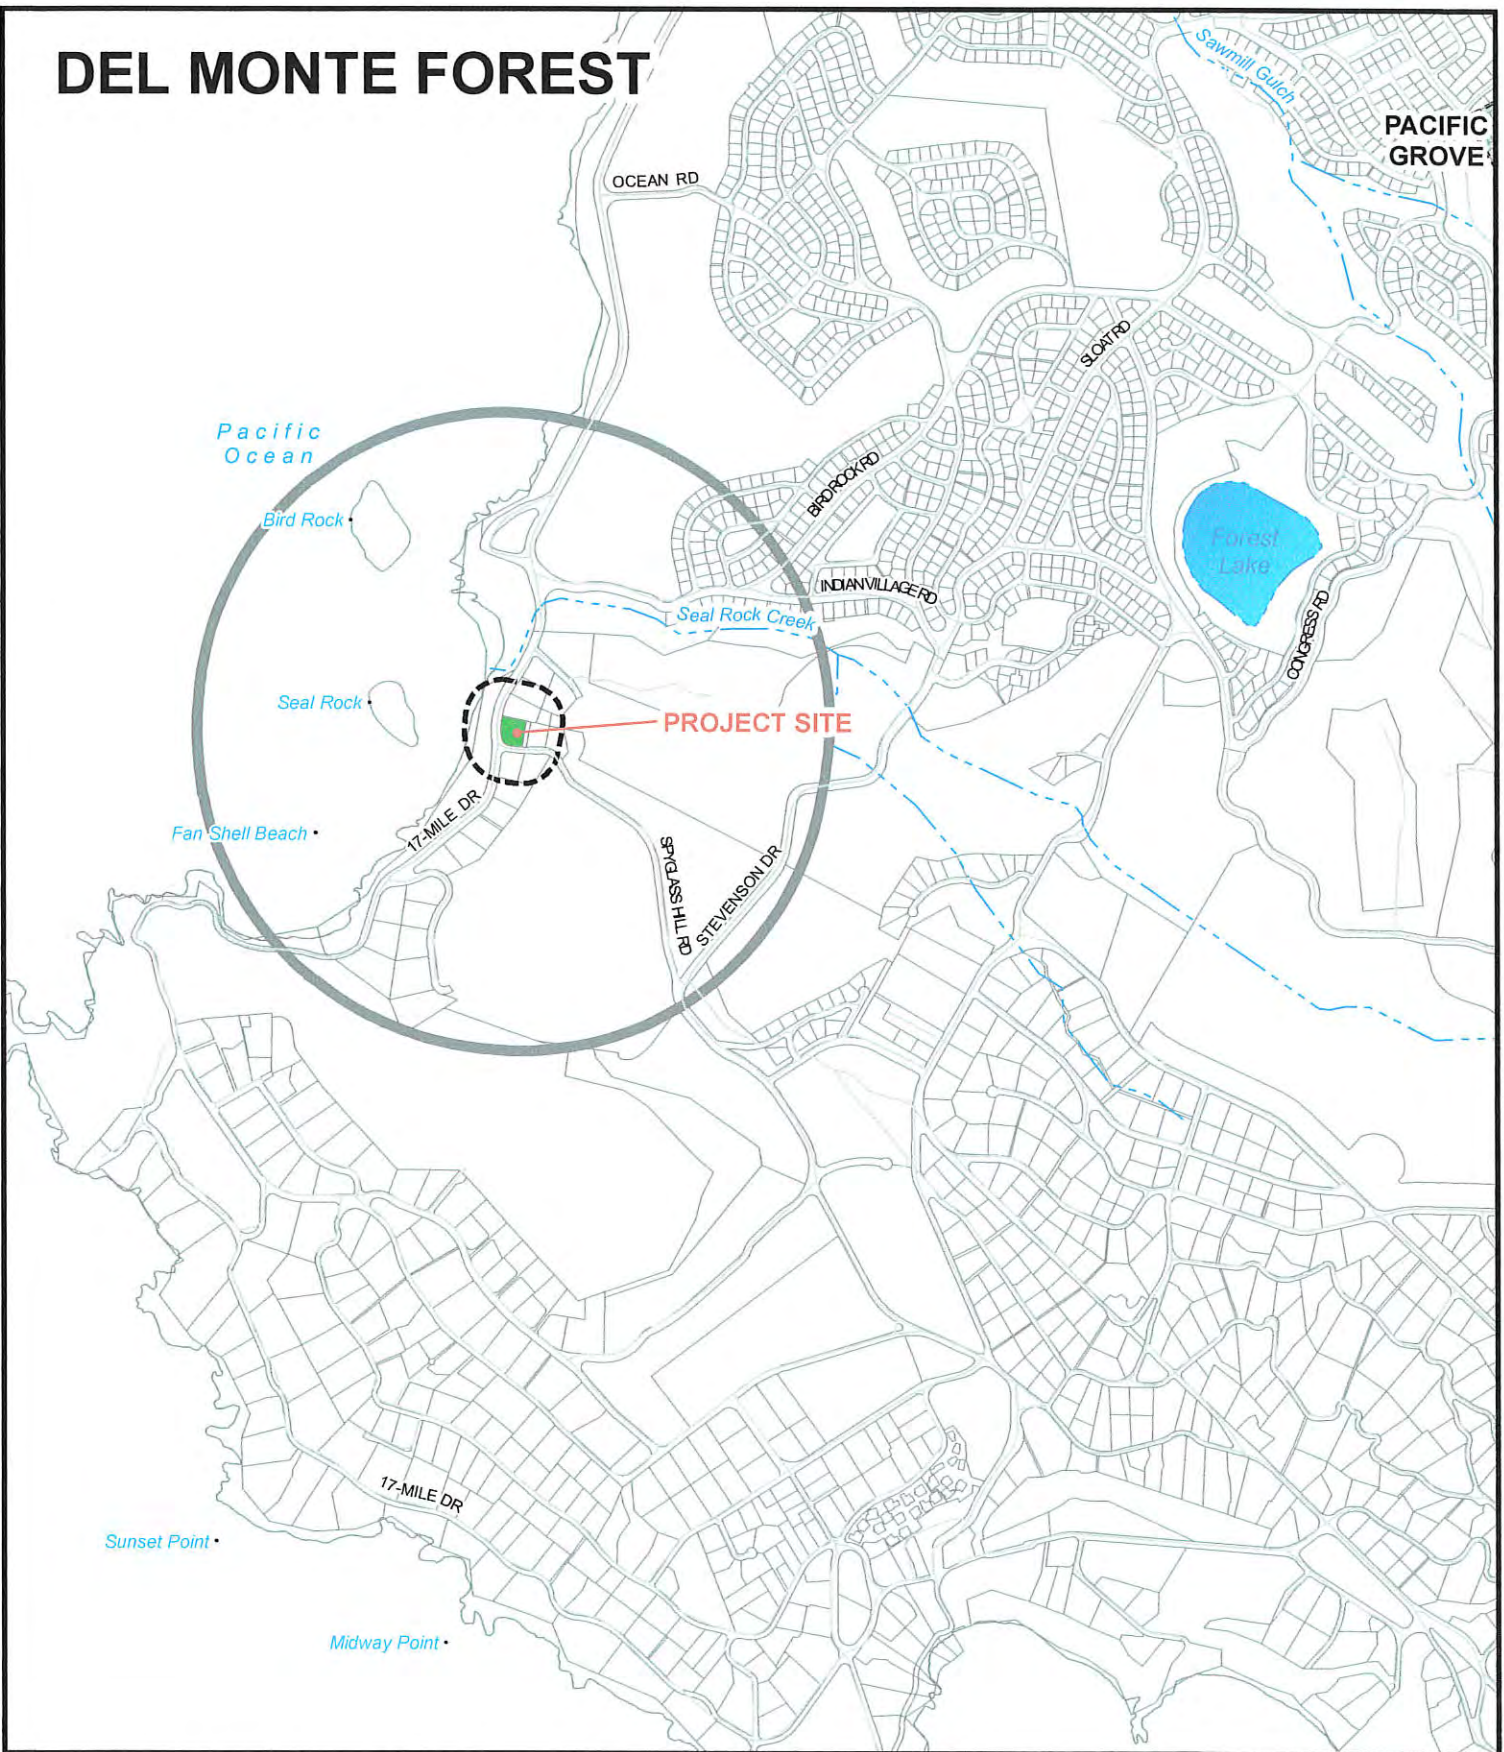 DEL MONTE FOREST
Sawmill Gulch
PACIFIC
GROVE
OCEAN RD
SLOAT RD
Pacific
Ocean
BIRD ROCK RD
Bird Rock
Forest
Lake
INDIAN VILLAGE RD
Seal Rock Creek
CONGRESS RD
Seal Rock
PROJECT SITE
17-MILE DR
Fan Shell Beach
SPYGLASS HILL RD
STEVENSON DR
17-MILE DR
Sunset Point
Midway Point